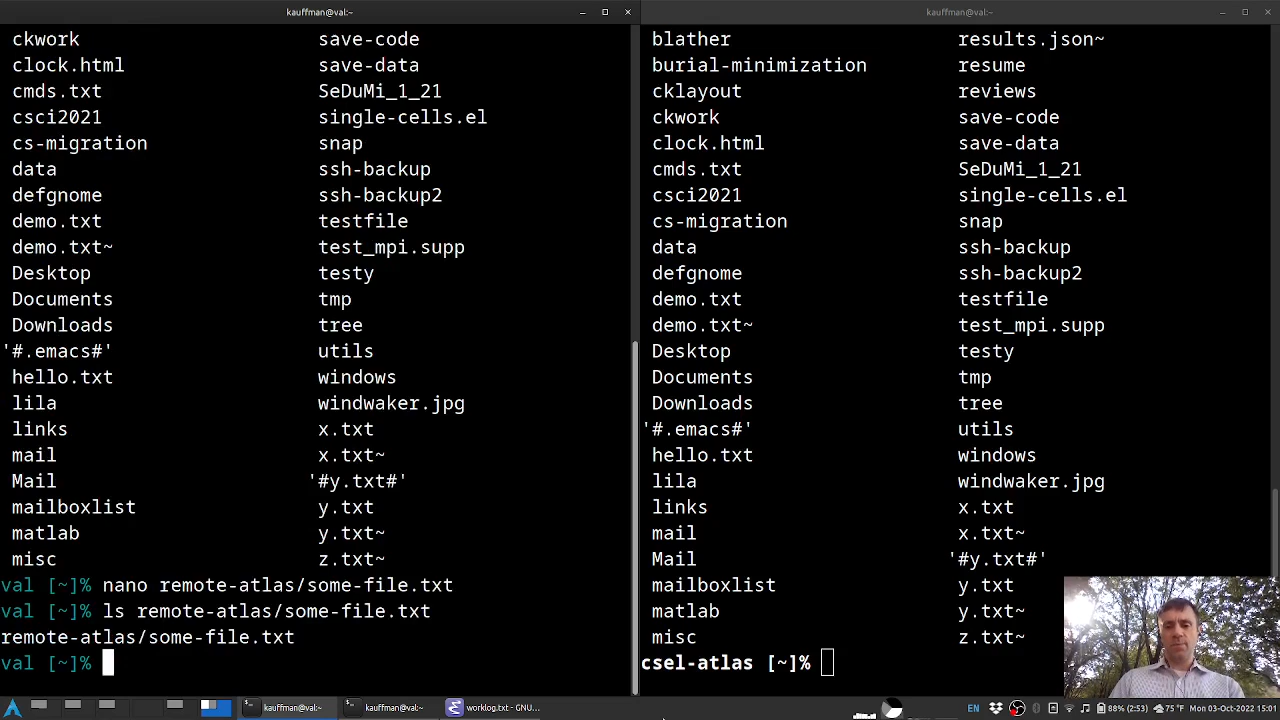 kauffman@val:~
ckwork save-code
clock.html save-data
cmds.txt SeDuMi_1_21
csci2021 single-cells.el
cs-migration snap
data ssh-backup
defgnome ssh-backup2
demo.txt testfile
demo.txt~ test_mpi.supp
Desktop testy
Documents tmp
Downloads tree
'#.emacs#' utils
hello.txt windows
lila windwaker.jpg
links x.txt
mail x.txt~
Mail '#y.txt#'
mailboxlist y.txt
matlab y.txt~
misc z.txt~
val [~]% nano remote-atlas/some-file.txt
val [~]% ls remote-atlas/some-file.txt
remote-atlas/some-file.txt
val [~]%
kauffman@val:~
blather results.json~
burial-minimization resume
cklayout reviews
ckwork save-code
clock.html save-data
cmds.txt SeDuMi_1_21
csci2021 single-cells.el
cs-migration snap
data ssh-backup
defgnome ssh-backup2
demo.txt testfile
demo.txt~ test_mpi.supp
Desktop testy
Documents tmp
Downloads tree
'#.emacs#' utils
hello.txt windows
lila windwaker.jpg
links x.txt
mail x.txt~
Mail '#y.txt#'
mailboxlist y.txt
matlab y.txt~
misc z.txt~
csel-atlas [~]%
kauffman@val:~ kauffman@val:~ worklog.txt - GNU... EN 88% (2:53) 75°F Mon 03-Oct-2022 15:01